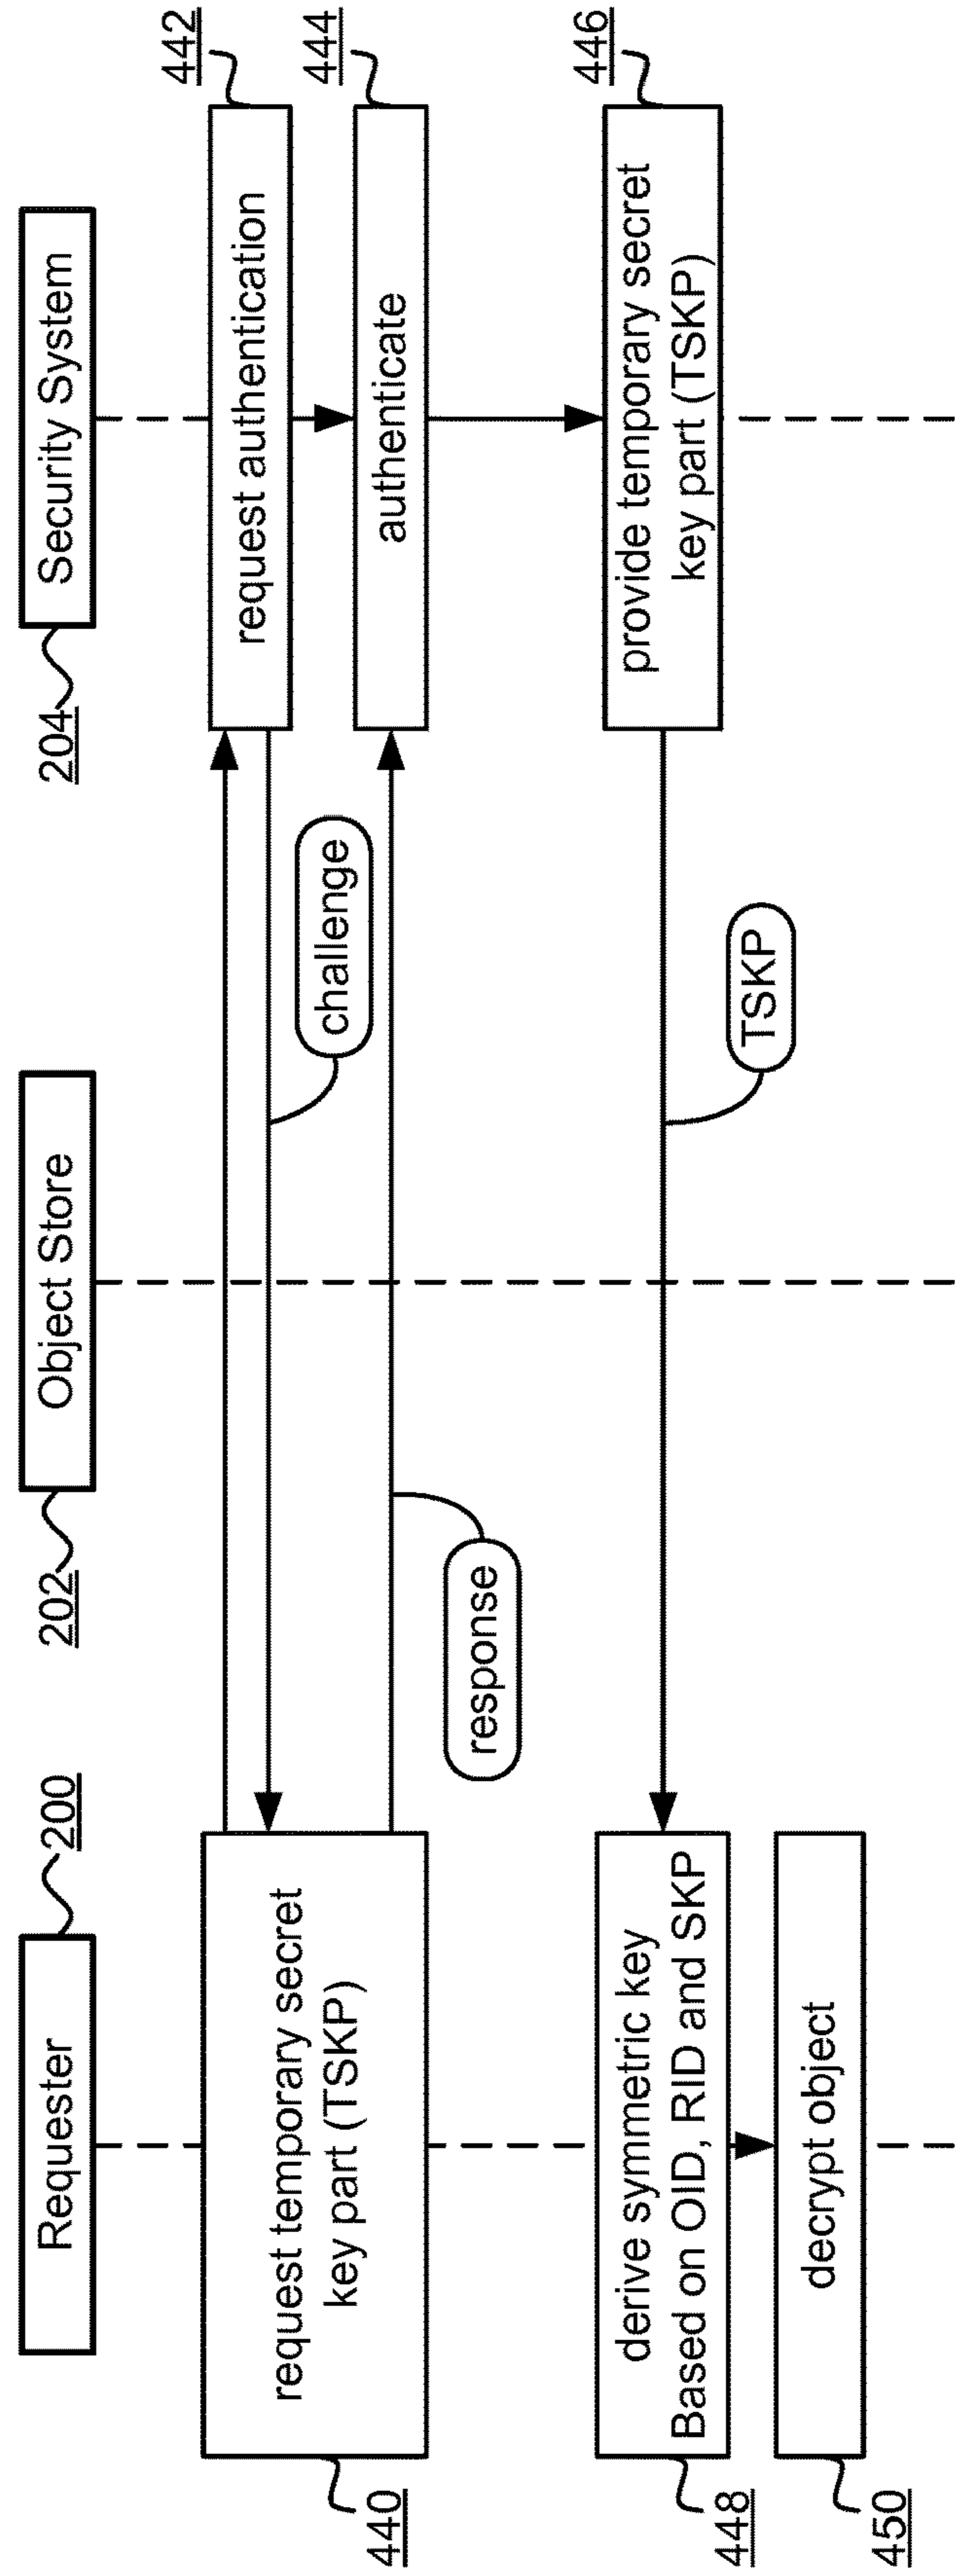 200
Requester
202
Object Store
204
Security System
440
request temporary secret
key part (TSKP)
442
request authentication
challenge
444
authenticate
response
446
provide temporary secret
key part (TSKP)
TSKP
448
derive symmetric key
Based on OID, RID and SKP
450
decrypt object